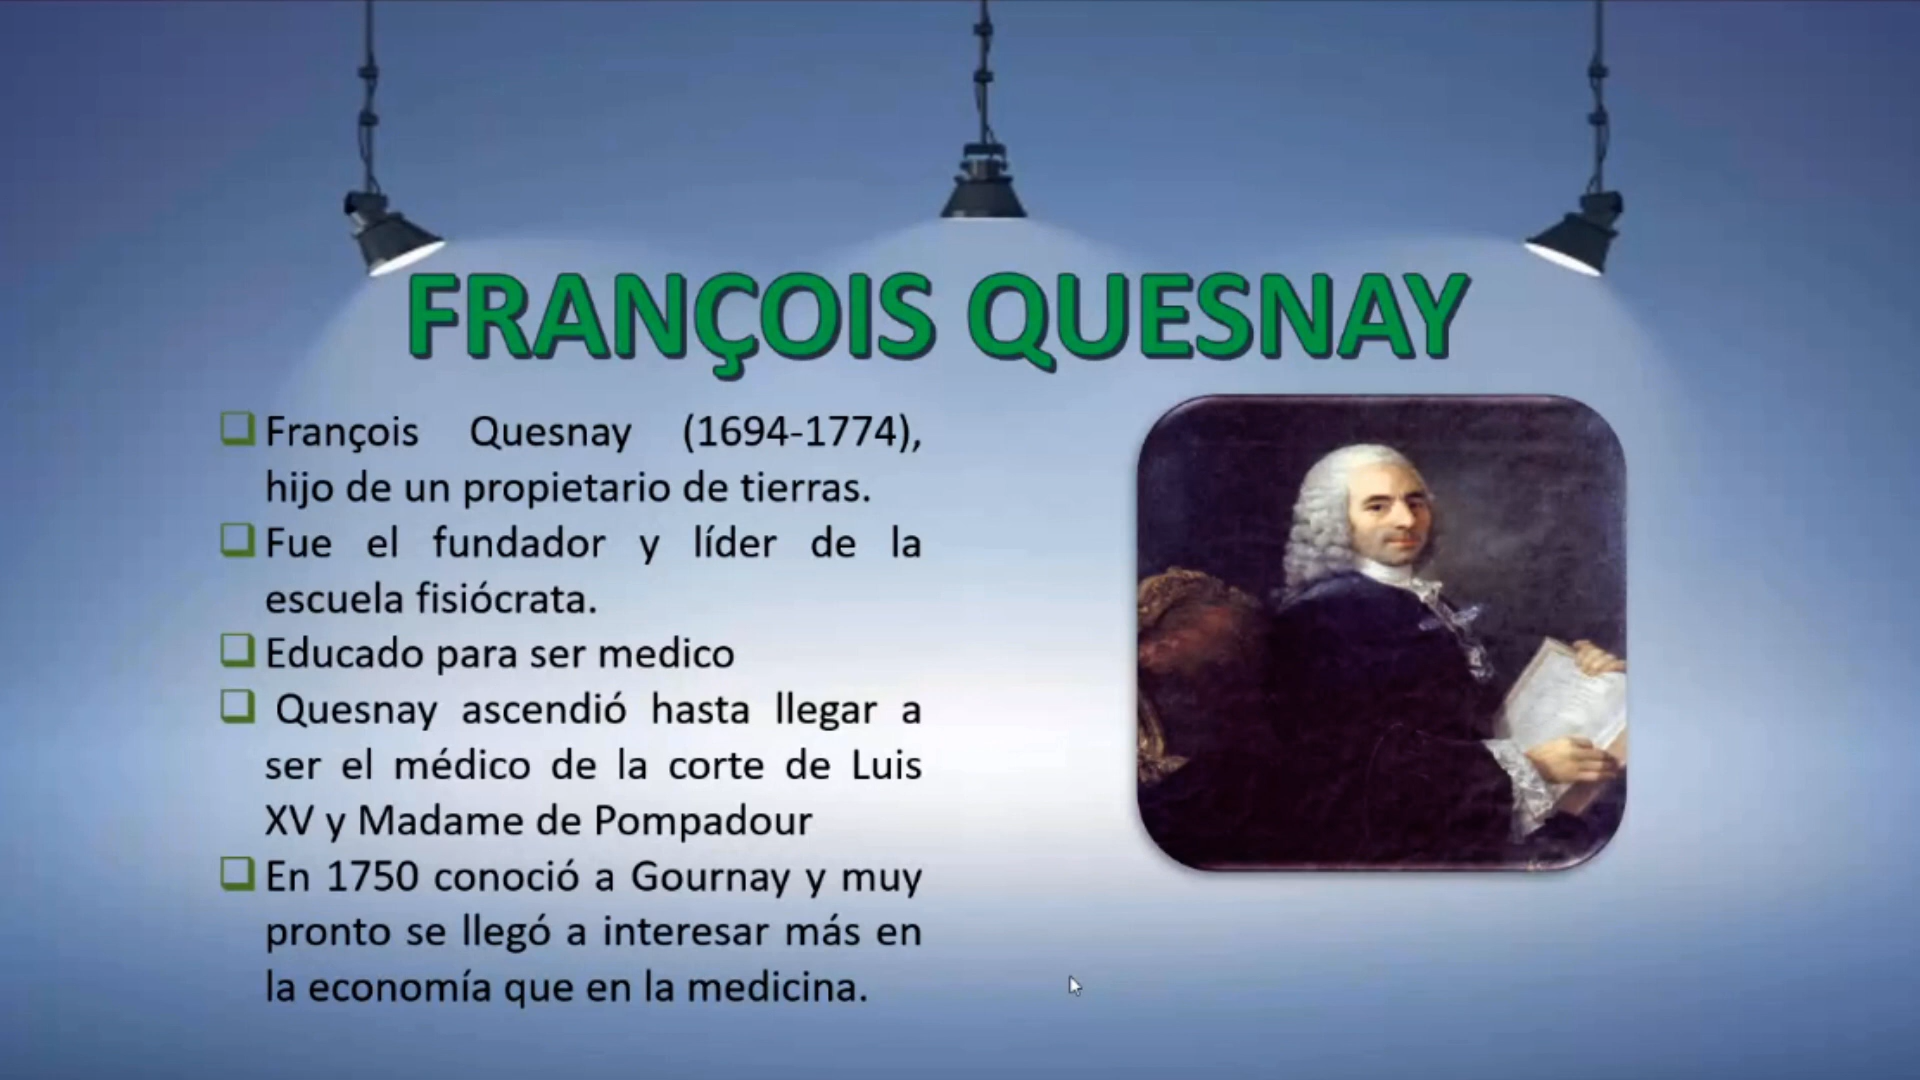 FRANÇOIS QUESNAY
François Quesnay (1694-1774),
hijo de un propietario de tierras.
Fue el fundador y líder de la
escuela fisiócrata.
Educado para ser medico
Quesnay ascendió hasta llegar a
ser el médico de la corte de Luis
XV y Madame de Pompadour
En 1750 conoció a Gournay y muy
pronto se llegó a interesar más en
la economía que en la medicina.